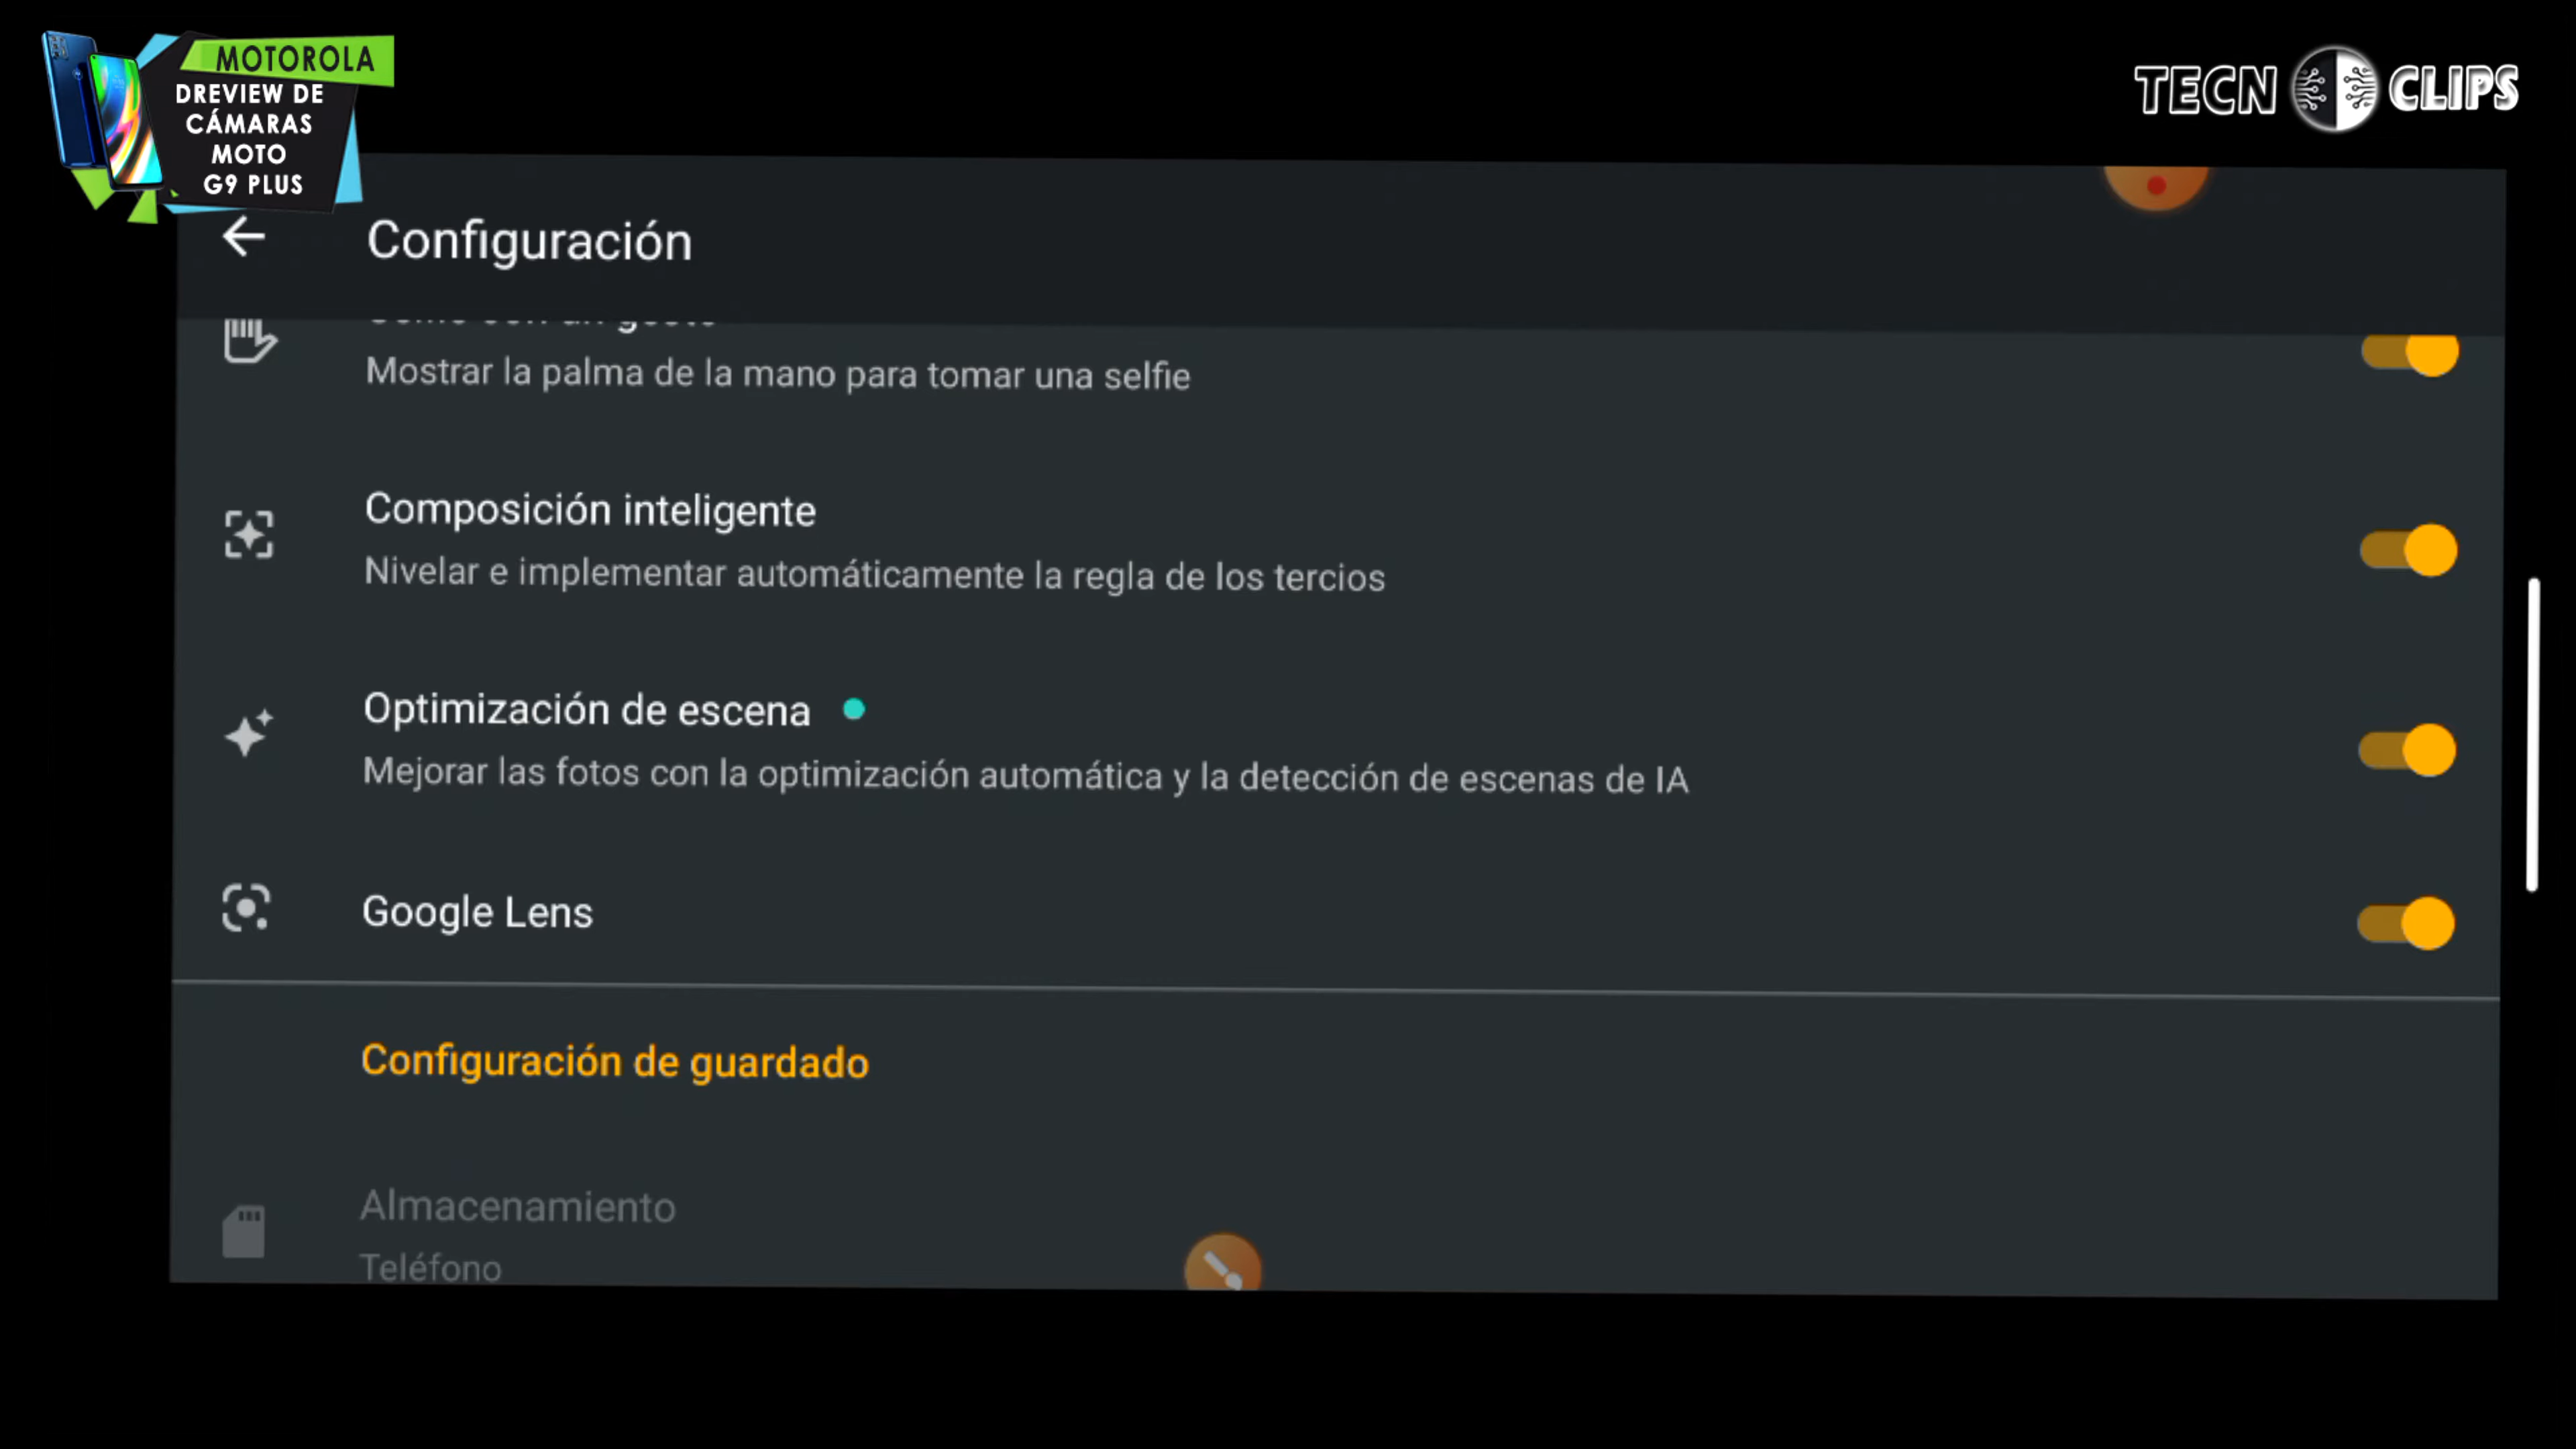 MOTOROLA
DREVIEW DE
CÁMARAS
MOTO
G9 PLUS
TECN CLIPS
Configuración
Mostrar la palma de la mano para tomar una selfie
Composición inteligente
Nivelar e implementar automáticamente la regla de los tercios
Optimización de escena
Mejorar las fotos con la optimización automática y la detección de escenas de IA
Google Lens
Configuración de guardado
Almacenamiento
Teléfono